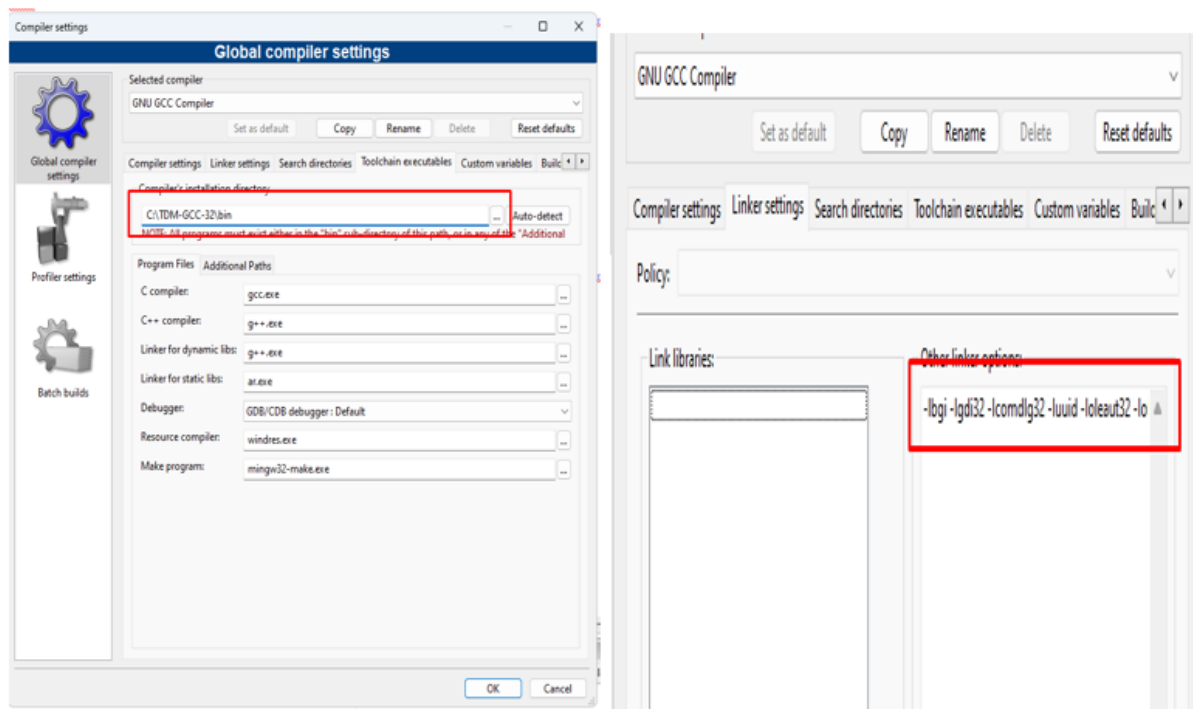 Compiler settings
Global compiler settings
Global compiler settings
Profiler settings
Batch builds
Selected compiler
GNU GCC Compiler
Set as default Copy Rename Delete Reset defaults
Compiler settings Linker settings Search directories Toolchain executables Custom variables Builc
Compiler's installation directory
C:\TDM-GCC-32\bin ... Auto-detect
NOTE: All programs must exist either in the "bin" sub-directory of this path, or in any of the "Additional
Program Files Additional Paths
C compiler: gcc.exe ...
C++ compiler: g++.exe ...
Linker for dynamic libs: g++.exe ...
Linker for static libs: ar.exe ...
Debugger: GDB/CDB debugger : Default
Resource compiler: windres.exe ...
Make program: mingw32-make.exe ...
OK Cancel
GNU GCC Compiler
Set as default Copy Rename Delete Reset defaults
Compiler settings Linker settings Search directories Toolchain executables Custom variables Builc
Policy:
Link libraries:
Other linker options:
-lbgi -lgdi32 -lcomdlg32 -luuid -loleaut32 -lo